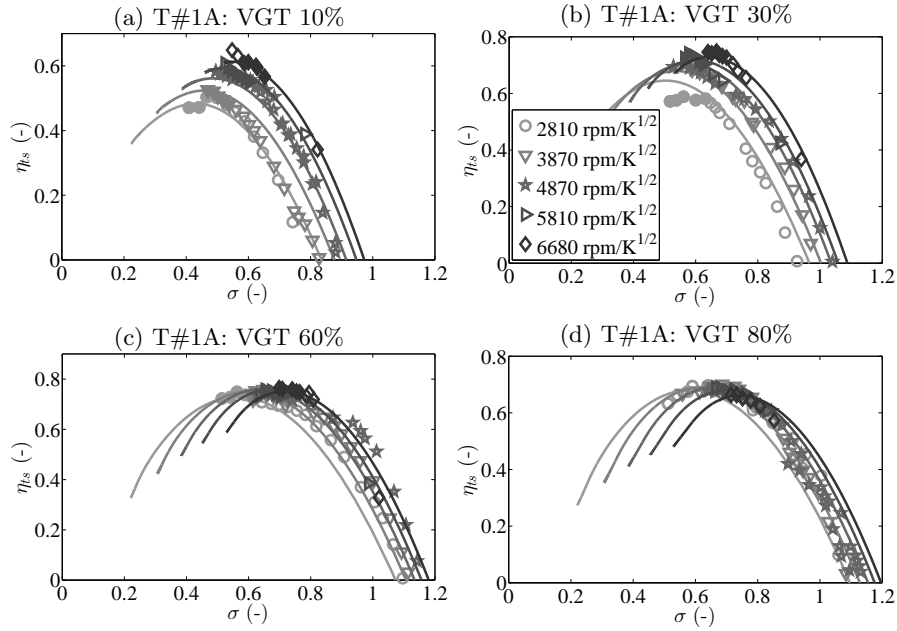 (a) T#1A: VGT 10%
(b) T#1A: VGT 30%
η_ts (-)
0.6
0.4
0.2
0
0 0.2 0.4 0.6 0.8 1 1.2
σ (-)
η_ts (-)
0.8
0.6
0.4
0.2
0
2810 rpm/K^1/2
3870 rpm/K^1/2
4870 rpm/K^1/2
5810 rpm/K^1/2
6680 rpm/K^1/2
0 0.2 0.4 0.6 0.8 1 1.2
σ (-)
(c) T#1A: VGT 60%
(d) T#1A: VGT 80%
η_ts (-)
0.8
0.6
0.4
0.2
0
0 0.2 0.4 0.6 0.8 1 1.2
σ (-)
η_ts (-)
0.8
0.6
0.4
0.2
0
0 0.2 0.4 0.6 0.8 1 1.2
σ (-)